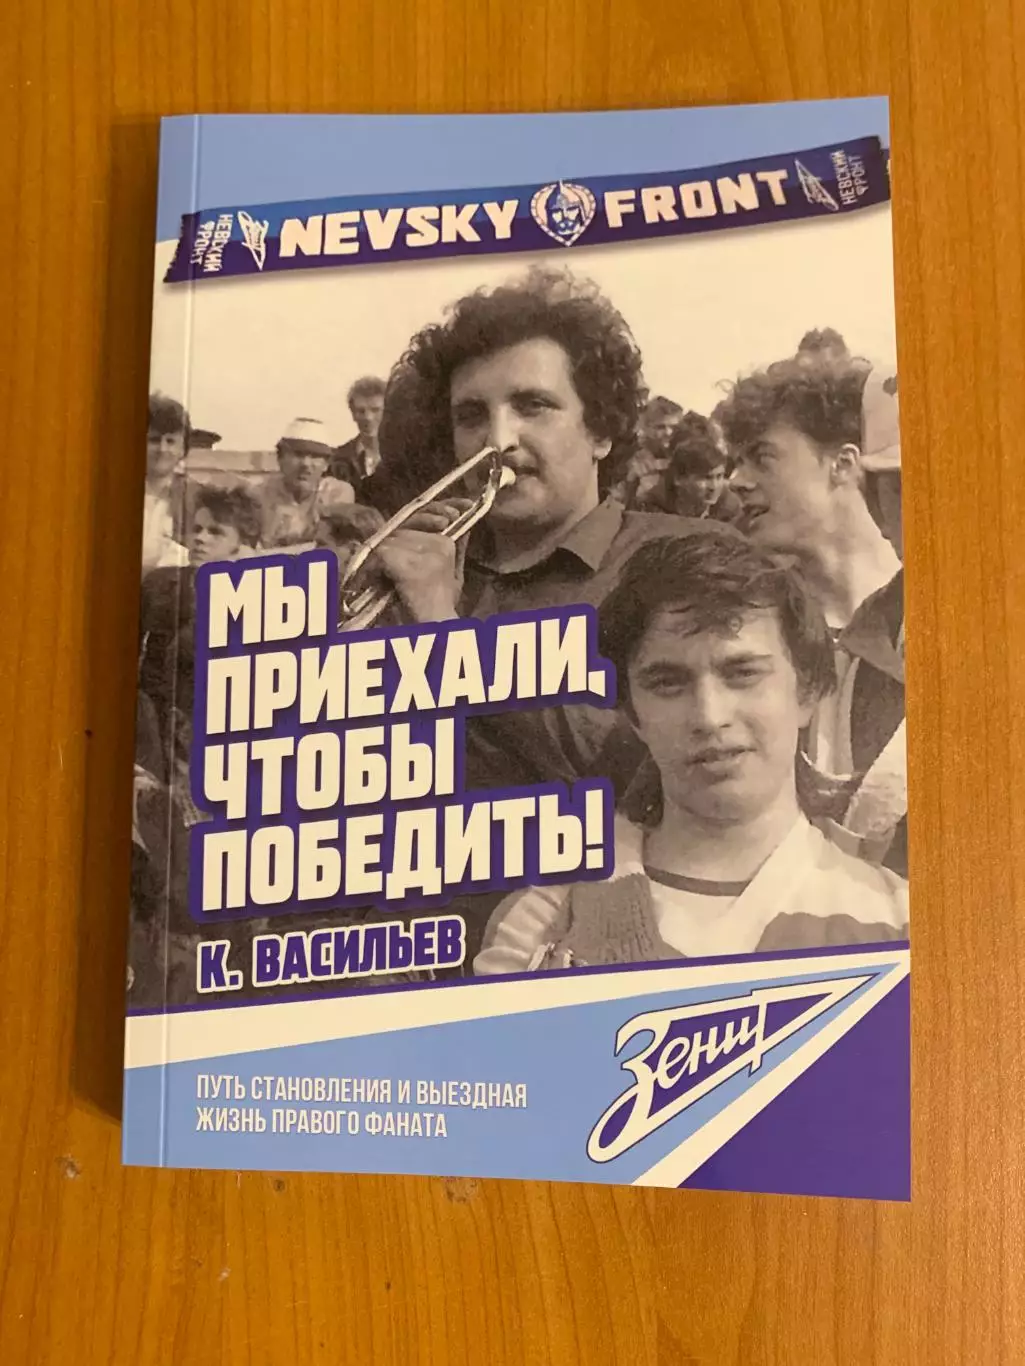 НЕВСКИЙ
ФРОНТ
NEVSKY FRONT
НЕВСКИЙ
ФРОНТ
МЫ
ПРИЕХАЛИ,
ЧТОБЫ
ПОБЕДИТЬ!
К. ВАСИЛЬЕВ
Зенит
ПУТЬ СТАНОВЛЕНИЯ И ВЫЕЗДНАЯ
ЖИЗНЬ ПРАВОГО ФАНАТА